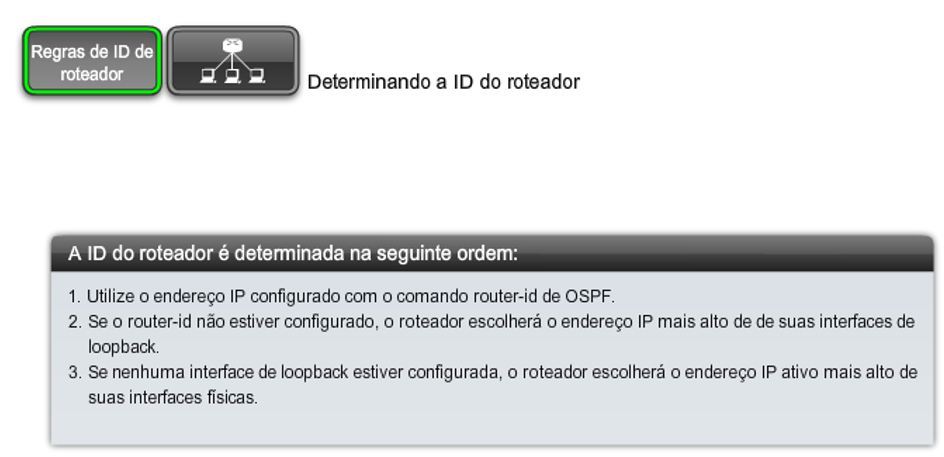 Regras de ID de
roteador
Determinando a ID do roteador
A ID do roteador é determinada na seguinte ordem:
1. Utilize o endereço IP configurado com o comando router-id de OSPF.
2. Se o router-id não estiver configurado, o roteador escolherá o endereço IP mais alto de de suas interfaces de
loopback.
3. Se nenhuma interface de loopback estiver configurada, o roteador escolherá o endereço IP ativo mais alto de
suas interfaces físicas.